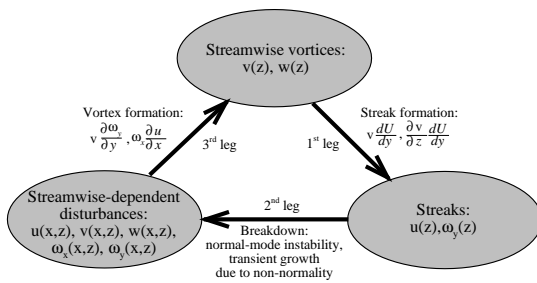 Streamwise vortices:
v(z), w(z)
Vortex formation:
v ∂ω_y/∂y , ω_x ∂u/∂x
3rd leg
Streak formation:
v dU/dy , ∂v/∂z dU/dy
1st leg
Streamwise-dependent
disturbances:
u(x,z), v(x,z), w(x,z),
ω_x(x,z), ω_y(x,z)
2nd leg
Breakdown:
normal-mode instability,
transient growth
due to non-normality
Streaks:
u(z),ω_y(z)